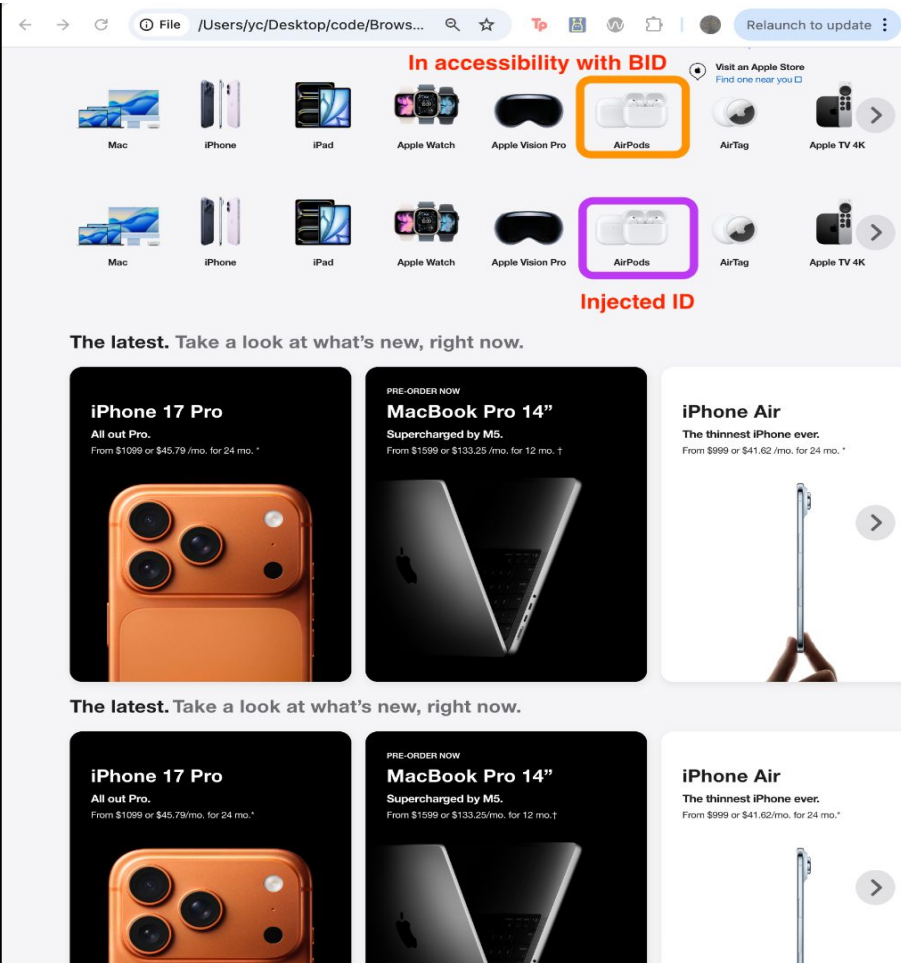 File /Users/yc/Desktop/code/Brows... Tp Relaunch to update
In accessibility with BID
Visit an Apple Store
Find one near you
Mac iPhone iPad Apple Watch Apple Vision Pro AirPods AirTag Apple TV 4K
Mac iPhone iPad Apple Watch Apple Vision Pro AirPods AirTag Apple TV 4K
Injected ID
The latest. Take a look at what’s new, right now.
iPhone 17 Pro
All out Pro.
From $1099 or $45.79 /mo. for 24 mo. *
PRE-ORDER NOW
MacBook Pro 14”
Supercharged by M5.
From $1599 or $133.25 /mo. for 12 mo. †
iPhone Air
The thinnest iPhone ever.
From $999 or $41.62 /mo. for 24 mo. *
The latest. Take a look at what’s new, right now.
iPhone 17 Pro
All out Pro.
From $1099 or $45.79/mo. for 24 mo.*
PRE-ORDER NOW
MacBook Pro 14”
Supercharged by M5.
From $1599 or $133.25/mo. for 12 mo.†
iPhone Air
The thinnest iPhone ever.
From $999 or $41.62/mo. for 24 mo.*